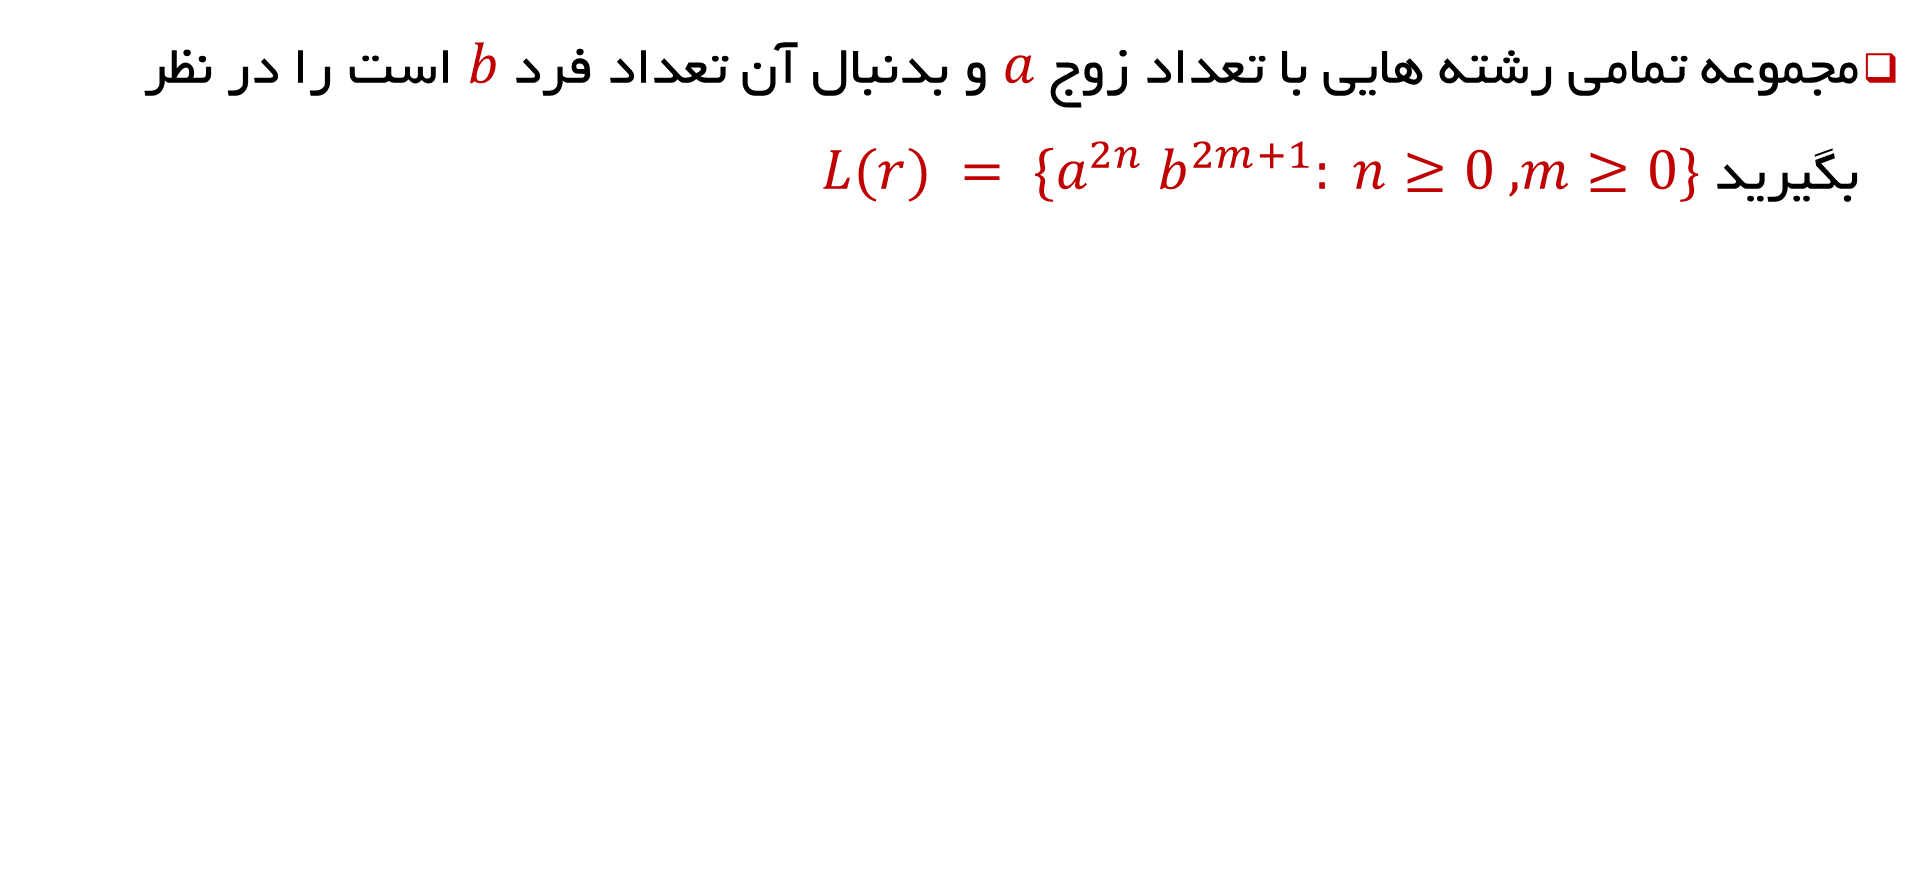 ❑مجموعه تمامی رشته هایی با تعداد زوج a و بدنبال آن تعداد فرد b است را در نظر
بگیرید L(r) = {a^{2n} b^{2m+1}: n ≥ 0 ,m ≥ 0}